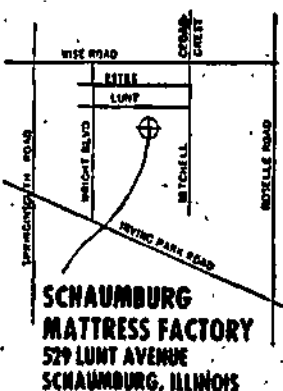 WISE ROAD
CEDAR CREST
ESTES
LUNT
SPRINGINSGUTH ROAD
WRIGHT BLVD
MITCHELL
ROSELLE ROAD
IRVING PARK ROAD
SCHAUMBURG
MATTRESS FACTORY
529 LUNT AVENUE
SCHAUMBURG, ILLINOIS